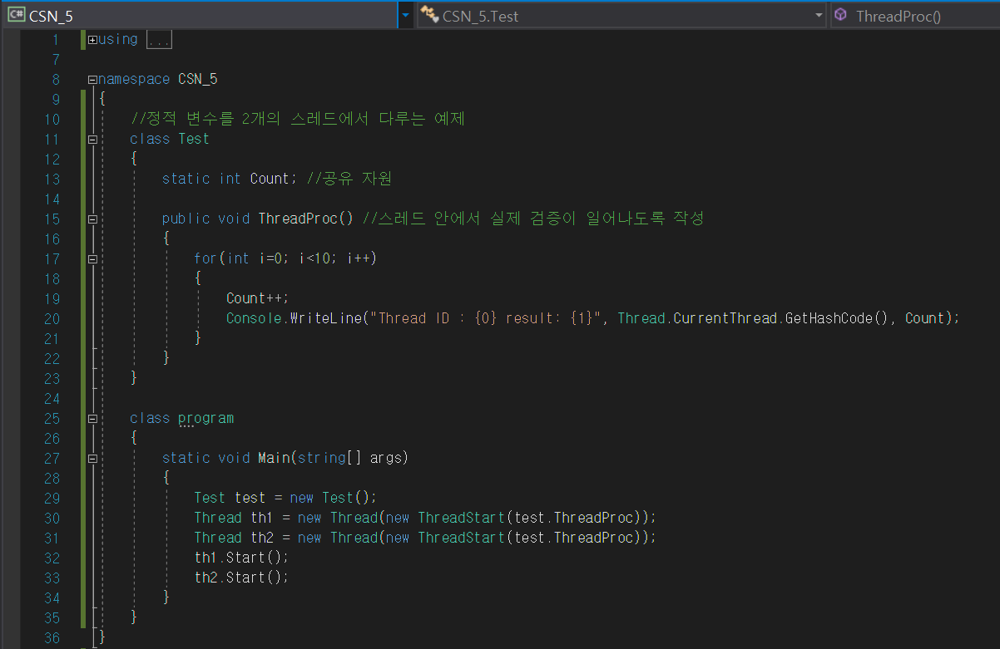 C# CSN_5 CSN_5.Test ThreadProc()
1 using ...
7
8 namespace CSN_5
9 {
10 //정적 변수를 2개의 스레드에서 다루는 예제
11 class Test
12 {
13 static int Count; //공유 자원
14
15 public void ThreadProc() //스레드 안에서 실제 검증이 일어나도록 작성
16 {
17 for(int i=0; i<10; i++)
18 {
19 Count++;
20 Console.WriteLine("Thread ID : {0} result: {1}", Thread.CurrentThread.GetHashCode(), Count);
21 }
22 }
23 }
24
25 class program
26 {
27 static void Main(string[] args)
28 {
29 Test test = new Test();
30 Thread th1 = new Thread(new ThreadStart(test.ThreadProc));
31 Thread th2 = new Thread(new ThreadStart(test.ThreadProc));
32 th1.Start();
33 th2.Start();
34 }
35 }
36 }